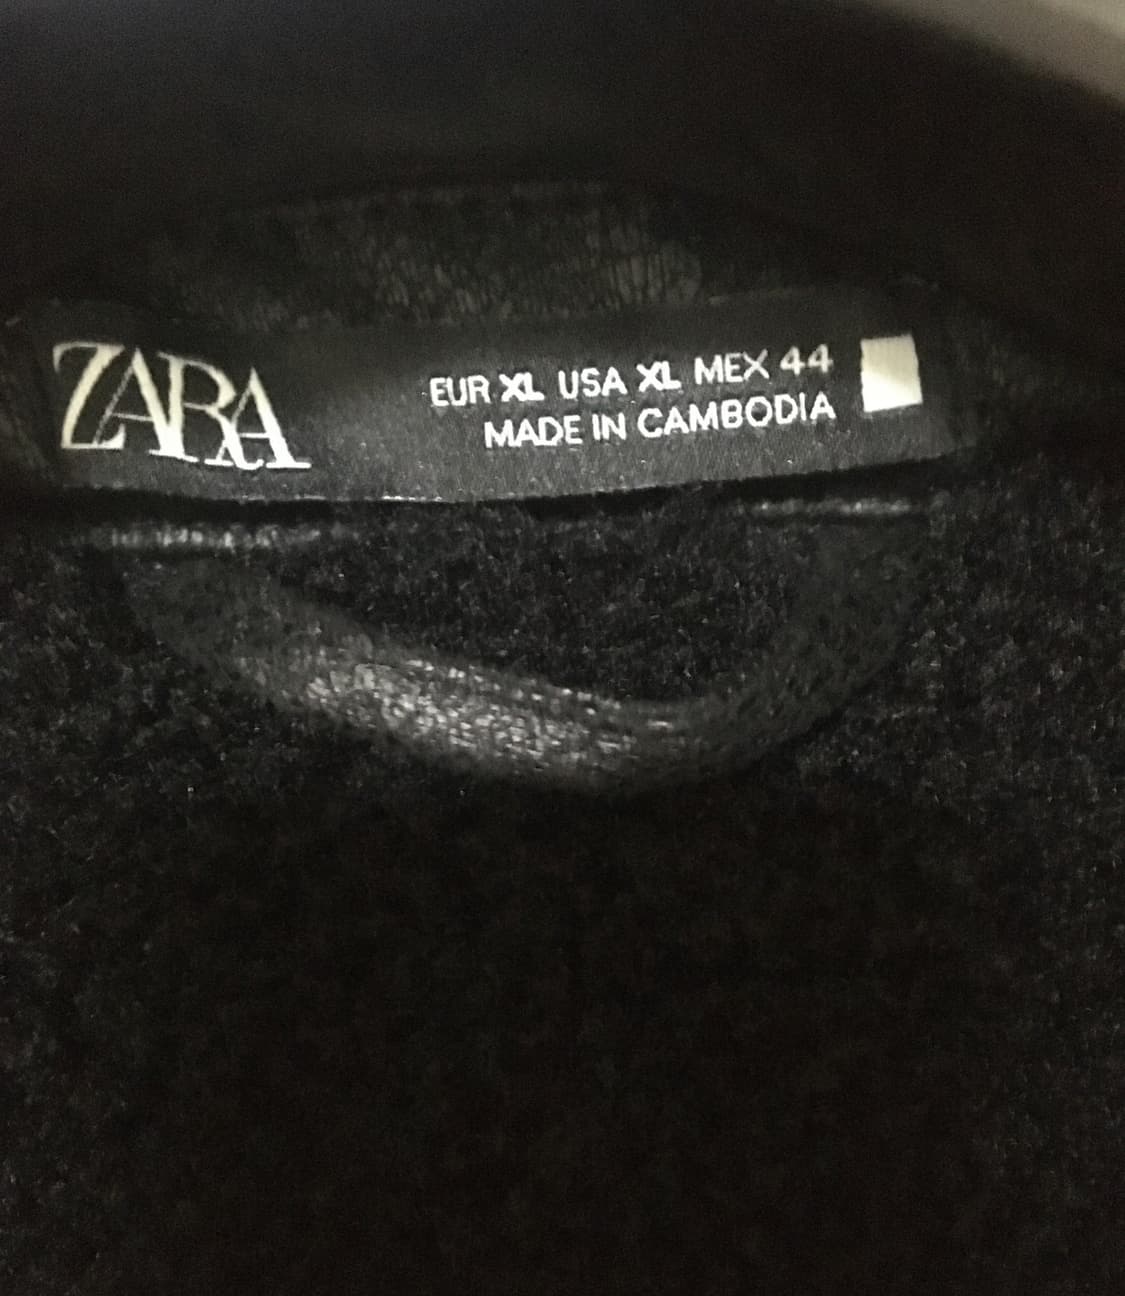 ZARA
EUR XL USA XL MEX 44
MADE IN CAMBODIA